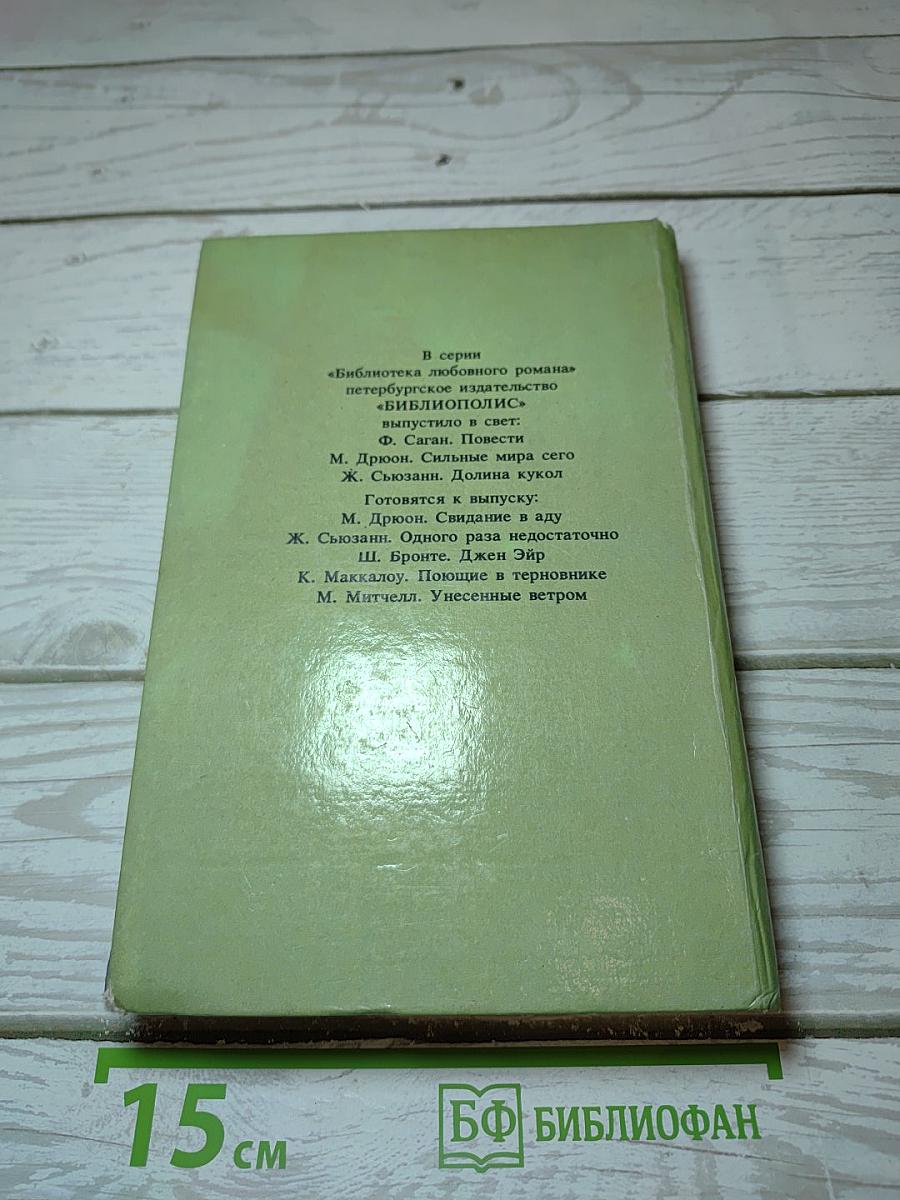 В серии
«Библиотека любовного романа»
петербургское издательство
«БИБЛИОПОЛИС»
выпустило в свет:
Ф. Саган. Повести
М. Дрюон. Сильные мира сего
Ж. Сьюзанн. Долина кукол
Готовятся к выпуску:
М. Дрюон. Свидание в аду
Ж. Сьюзанн. Одного раза недостаточно
Ш. Бронте. Джен Эйр
К. Маккалоу. Поющие в терновнике
М. Митчелл. Унесенные ветром
15 см
БФ БИБЛИОФАН